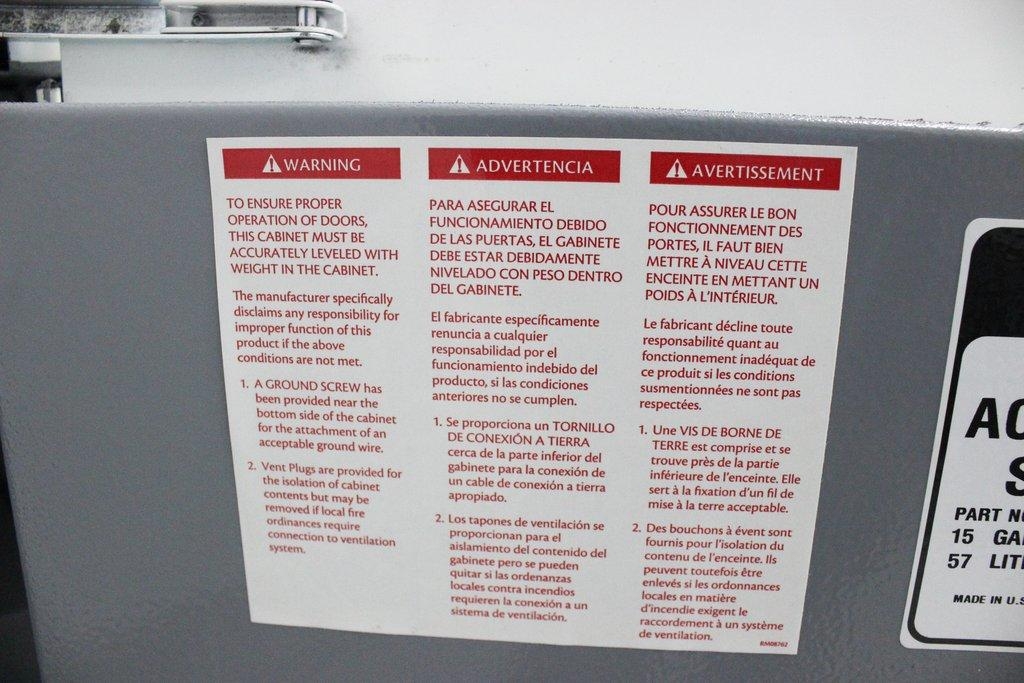 WARNING
TO ENSURE PROPER
OPERATION OF DOORS,
THIS CABINET MUST BE
ACCURATELY LEVELED WITH
WEIGHT IN THE CABINET.
The manufacturer specifically
disclaims any responsibility for
improper function of this
product if the above
conditions are not met.
1. A GROUND SCREW has
been provided near the
bottom side of the cabinet
for the attachment of an
acceptable ground wire.
2. Vent Plugs are provided for
the isolation of cabinet
contents but may be
removed if local fire
ordinances require
connection to ventilation
system.
ADVERTENCIA
PARA ASEGURAR EL
FUNCIONAMIENTO DEBIDO
DE LAS PUERTAS, EL GABINETE
DEBE ESTAR DEBIDAMENTE
NIVELADO CON PESO DENTRO
DEL GABINETE.
El fabricante específicamente
renuncia a cualquier
responsabilidad por el
funcionamiento indebido del
producto, si las condiciones
anteriores no se cumplen.
1. Se proporciona un TORNILLO
DE CONEXIÓN A TIERRA
cerca de la parte inferior del
gabinete para la conexión de
un cable de conexión a tierra
apropiado.
2. Los tapones de ventilación se
proporcionan para el
aislamiento del contenido del
gabinete pero se pueden
quitar si las ordenanzas
locales contra incendios
requieren la conexión a un
sistema de ventilación.
AVERTISSEMENT
POUR ASSURER LE BON
FONCTIONNEMENT DES
PORTES, IL FAUT BIEN
METTRE À NIVEAU CETTE
ENCEINTE EN METTANT UN
POIDS À L'INTÉRIEUR.
Le fabricant décline toute
responsabilité quant au
fonctionnement inadéquat de
ce produit si les conditions
susmentionnées ne sont pas
respectées.
1. Une VIS DE BORNE DE
TERRE est comprise et se
trouve près de la partie
inférieure de l'enceinte. Elle
sert à la fixation d'un fil de
mise à la terre acceptable.
2. Des bouchons à évent sont
fournis pour l'isolation du
contenu de l'enceinte. Ils
peuvent toutefois être
enlevés si les ordonnances
locales en matière
d'incendie exigent le
raccordement à un système
de ventilation.
RM08762
AC
S
PART N
15 GA
57 LIT
MADE IN U.S